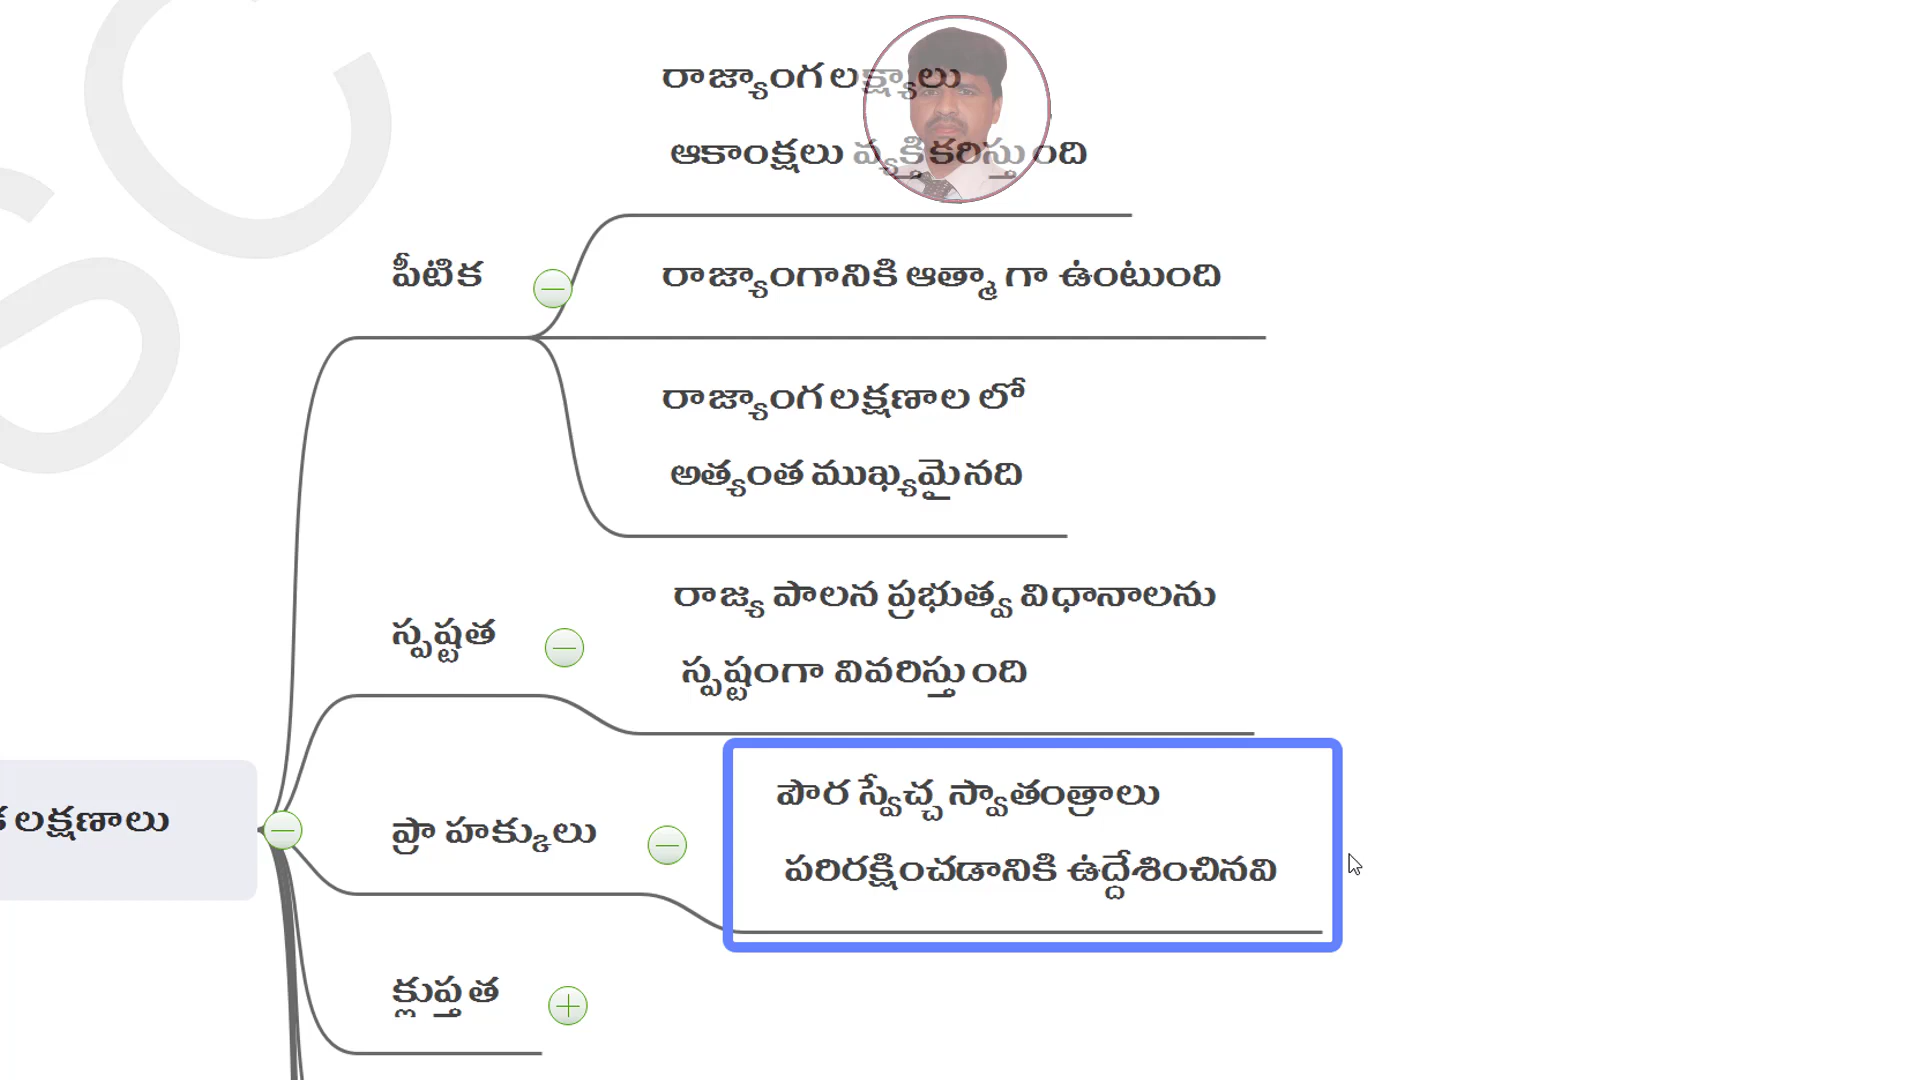 రాజ్యాంగ లక్ష్యాలు
ఆకాంక్షలు వ్యక్తికరిస్తుంది
పీటిక
రాజ్యాంగానికి ఆత్మా గా ఉంటుంది
రాజ్యాంగ లక్షణాల లో
అత్యంత ముఖ్యమైనది
స్పష్టత
రాజ్య పాలన ప్రభుత్వ విధానాలను
స్పష్టంగా వివరిస్తుంది
లక్షణాలు
ప్రా హక్కులు
పౌర స్వేచ్చ స్వాతంత్రాలు
పరిరక్షించడానికి ఉద్దేశించినవి
క్లుప్తత